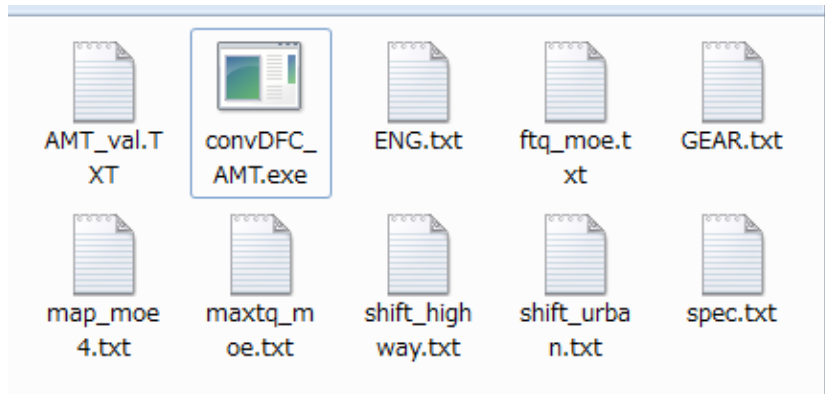 AMT_val.T
XT
convDFC_
AMT.exe
ENG.txt
ftq_moe.t
xt
GEAR.txt
map_moe
4.txt
maxtq_m
oe.txt
shift_high
way.txt
shift_urba
n.txt
spec.txt